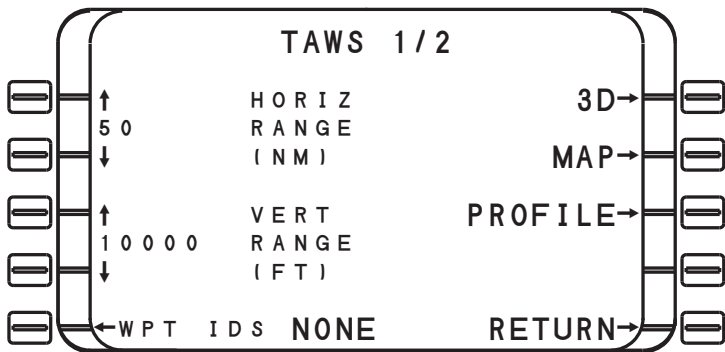 TAWS 1/2
↑ HORIZ 3D→
50 RANGE
↓ (NM) MAP→
↑ VERT PROFILE→
10000 RANGE
↓ (FT)
←WPT IDS NONE RETURN→